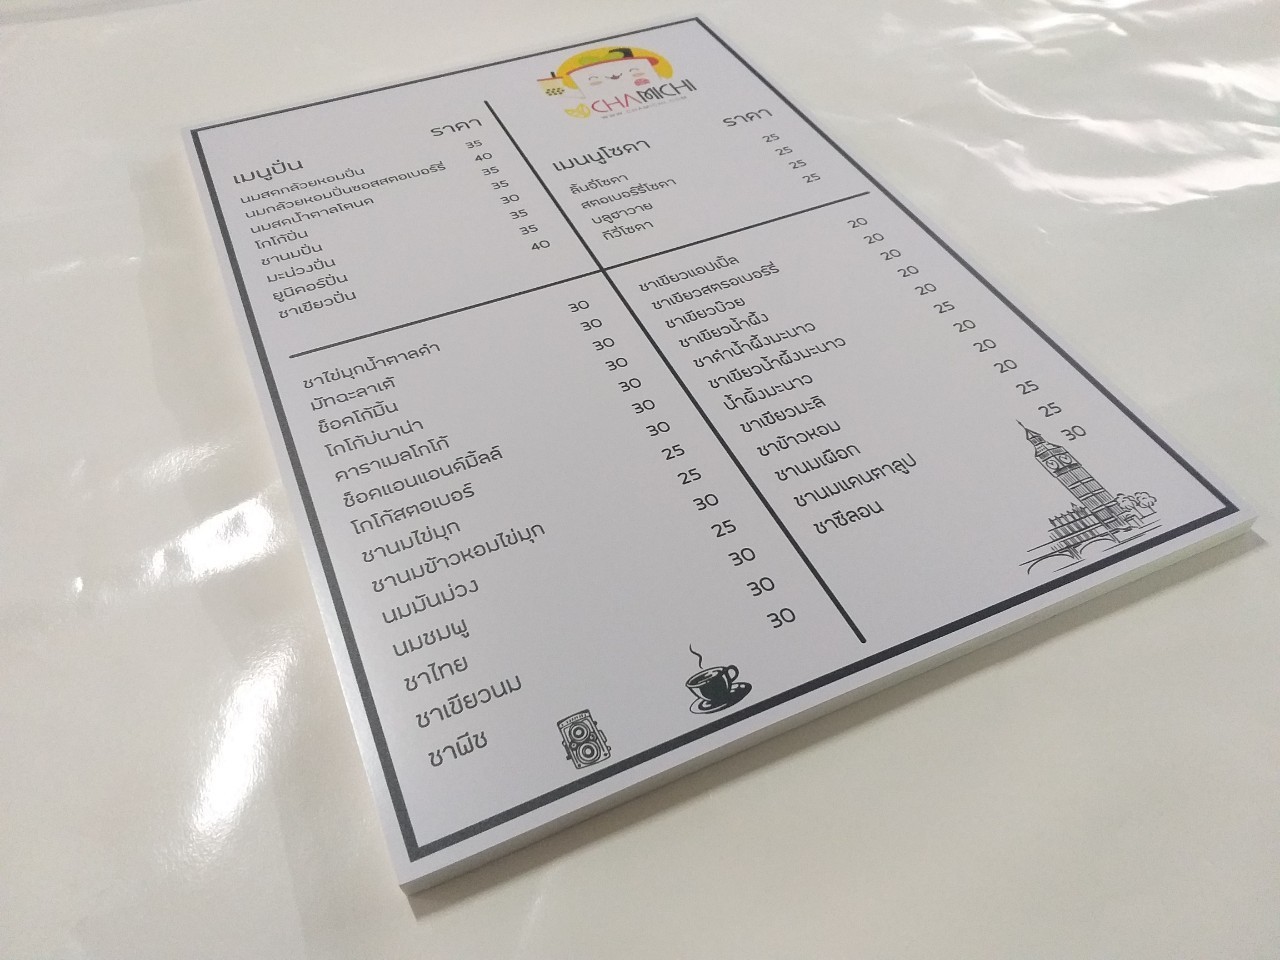 CHAMICHI
WWW.CHAMICHI.COM
เมนูปั่น ราคา
นมสดกล้วยหอมปั่น 35
นมกล้วยหอมปั่นซอสสตอเบอร์รี่ 40
นมสดน้ำตาลโตนด 35
โกโก้ปั่น 35
ชานมปั่น 30
มะม่วงปั่น 35
ยูนิคอร์ปั่น 35
ชาเขียวปั่น 40
เมนนูโซดา ราคา
ลิ้นจี่โซดา 25
สตอเบอร์รี่โซดา 25
บลูฮาวาย 25
กีวี่โซดา 25
ชาไข่มุกน้ำตาลดำ 30
มัทฉะลาเต้ 30
ช็อคโก้มิ้น 30
โกโก้บนาน่า 30
คาราเมลโกโก้ 30
ช็อคแอนแอนด์มิ้ลล์ 30
โกโก้สตอเบอร์ 30
ชานมไข่มุก 25
ชานมข้าวหอมไข่มุก 25
นมมันม่วง 30
นมชมพู 25
ชาไทย 30
ชาเขียวนม 30
ชาพีช 30
ชาเขียวแอปเปิ้ล 20
ชาเขียวสตรอเบอร์รี่ 20
ชาเขียวบ๊วย 20
ชาเขียวน้ำผึ้ง 20
ชาดำน้ำผึ้งมะนาว 20
ชาเขียวน้ำผึ้งมะนาว 25
น้ำผึ้งมะนาว 20
ชาเขียวมะลิ 20
ชาข้าวหอม 20
ชานมเผือก 25
ชานมแคนตาลูป 25
ชาซีลอน 30